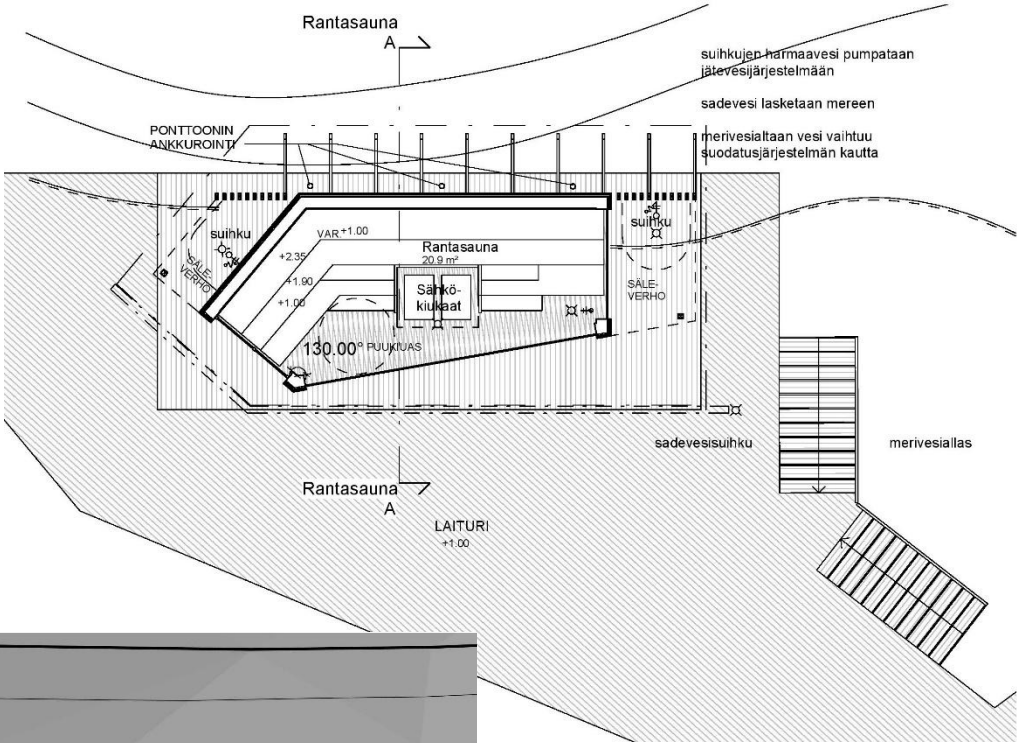 Rantasauna
A
suihkujen harmaavesi pumpataan
jätevesijärjestelmään
sadevesi lasketaan mereen
merivesialtaan vesi vaihtuu
suodatusjärjestelmän kautta
PONTTOONIN
ANKKUROINTI
suihku
SÄLE-
VERHO
VAR.+1.00
Rantasauna
20.9 m²
+2.35
+1.90
+1.00
Sähkö-
kiukaat
130.00° PUUKIUAS
suihku
SÄLE-
VERHO
sadevesisuihku
merivesiallas
Rantasauna
A
LAITURI
+1.00